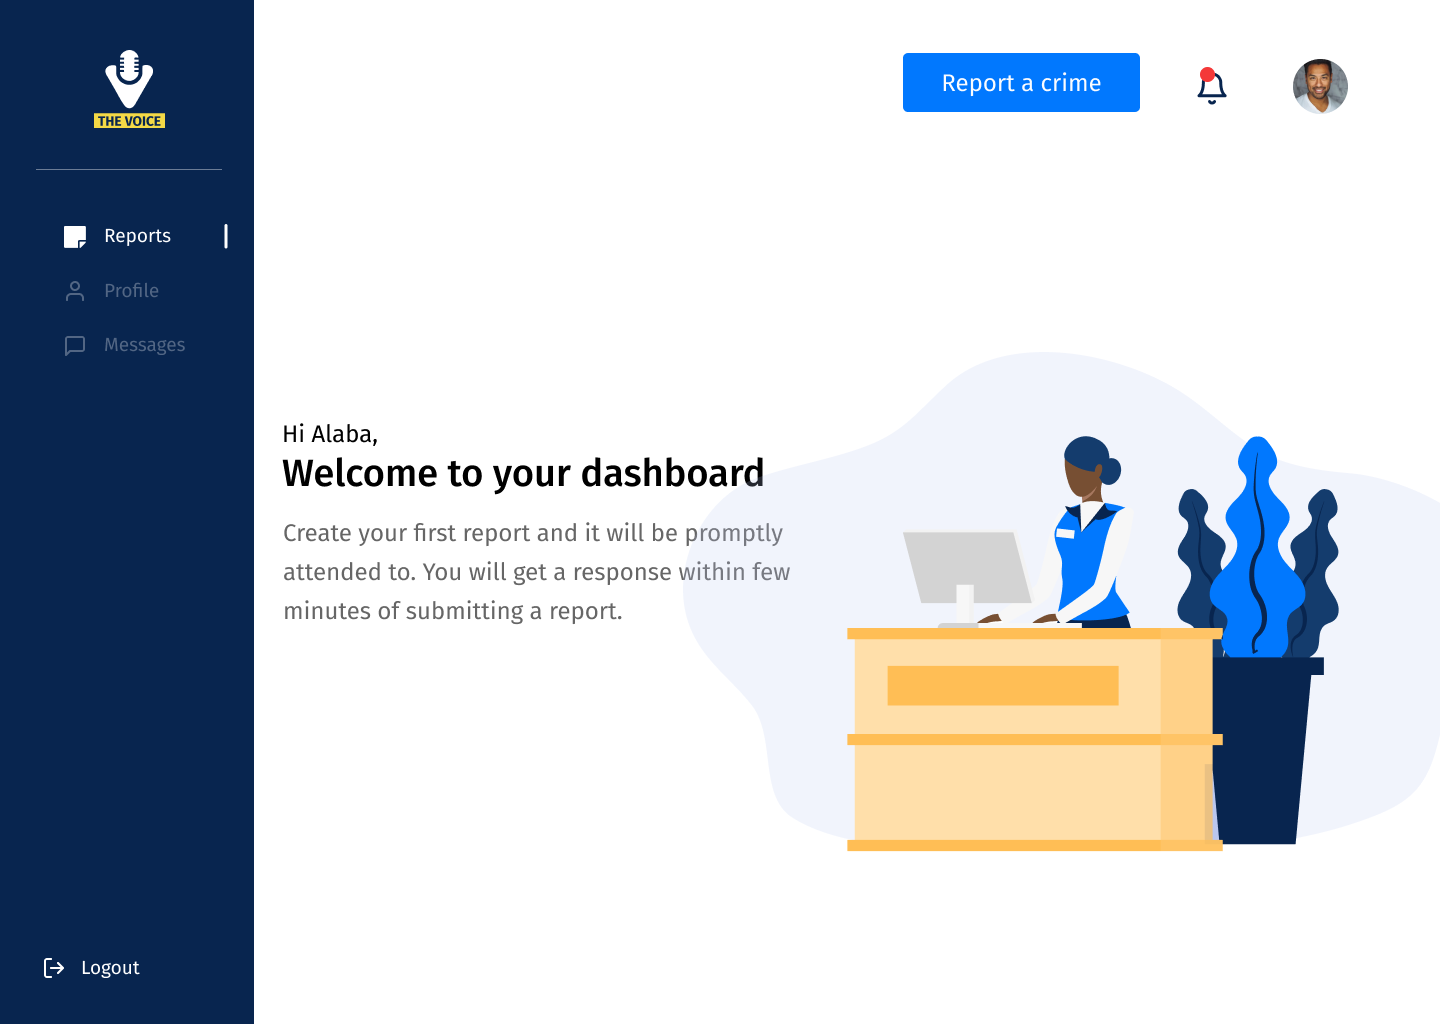 THE VOICE
Report a crime
Reports
Profile
Messages
Hi Alaba,
Welcome to your dashboard
Create your first report and it will be promptly
attended to. You will get a response within few
minutes of submitting a report.
Logout